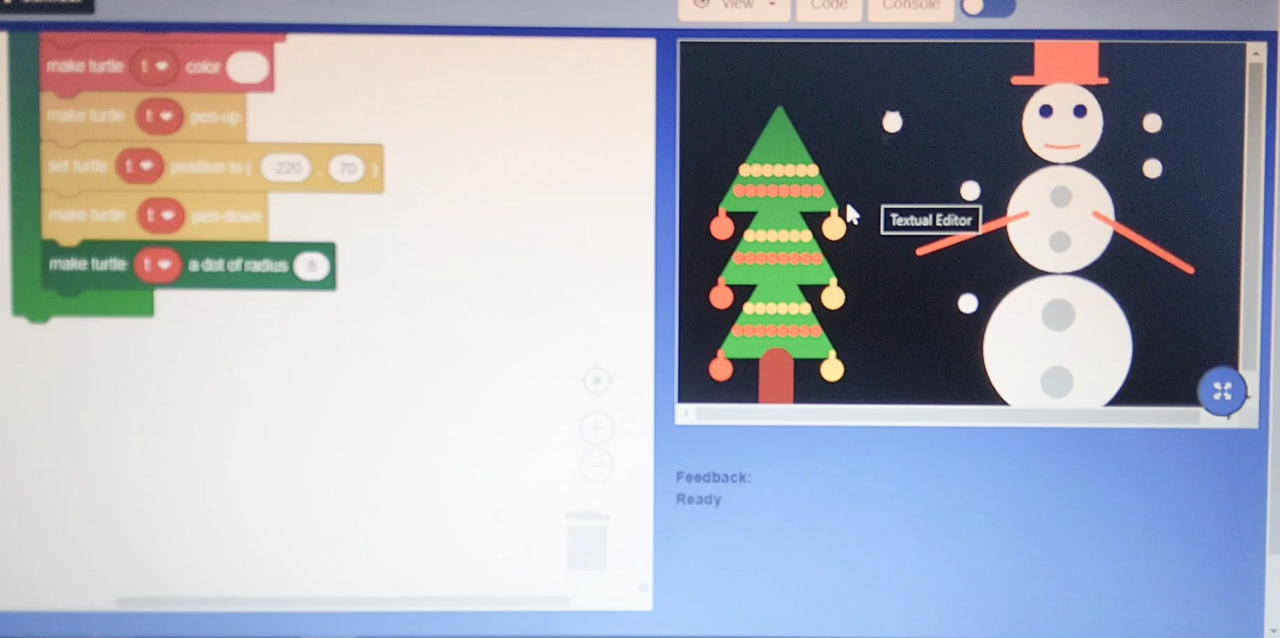 View Code Console
make turtle t color
make turtle t pen-up
set turtle t position to ( -220 , 70 )
make turtle t pen-down
make turtle t a dot of radius
Textual Editor
Feedback:
Ready